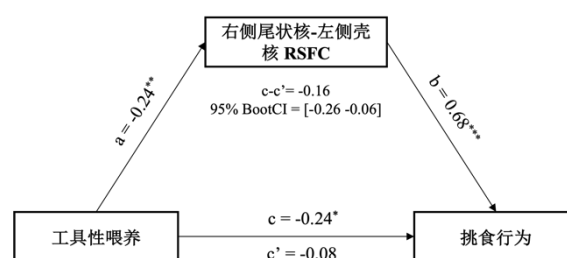 右侧尾状核-左侧壳
核 RSFC
c-c’= -0.16
95% BootCI = [-0.26 -0.06]
a = -0.24**
b = 0.68***
工具性喂养
c = -0.24*
c’ = -0.08
挑食行为